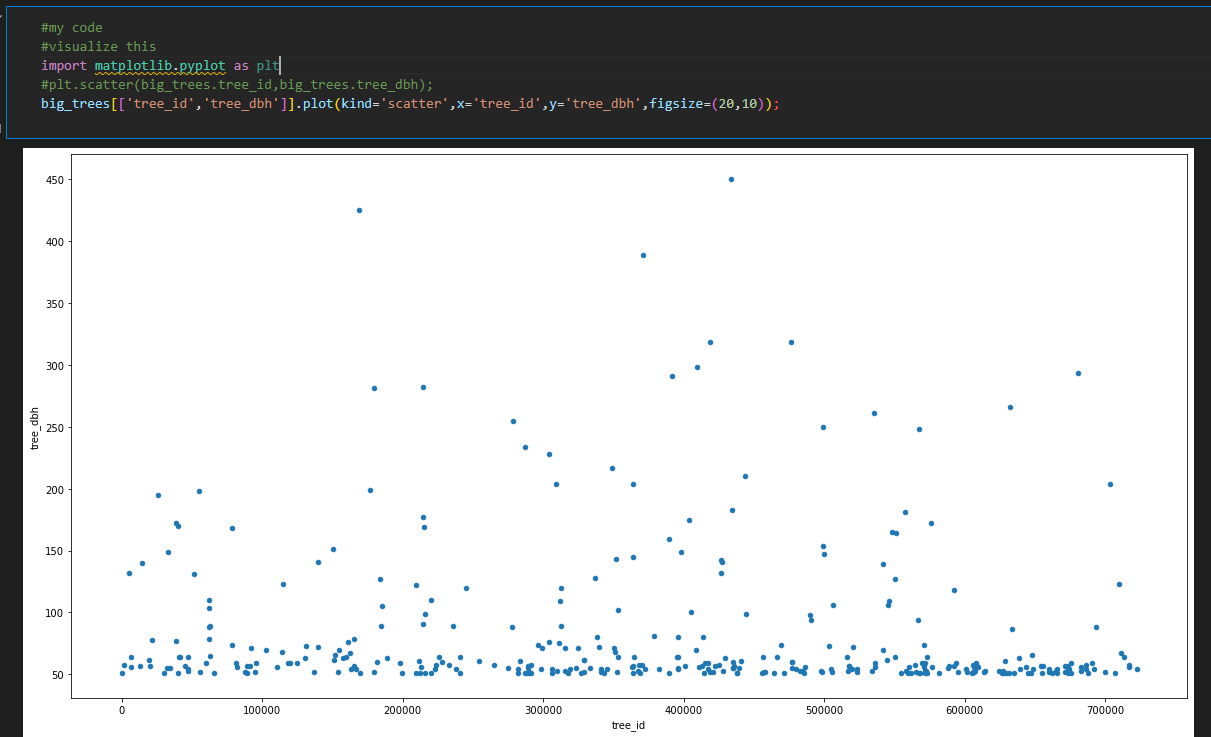 #my code
#visualize this
import matplotlib.pyplot as plt
#plt.scatter(big_trees.tree_id,big_trees.tree_dbh);
big_trees[['tree_id','tree_dbh']].plot(kind='scatter',x='tree_id',y='tree_dbh',figsize=(20,10));
450
400
350
300
250
200
150
100
50
tree_dbh
0
100000
200000
300000
400000
500000
600000
700000
tree_id